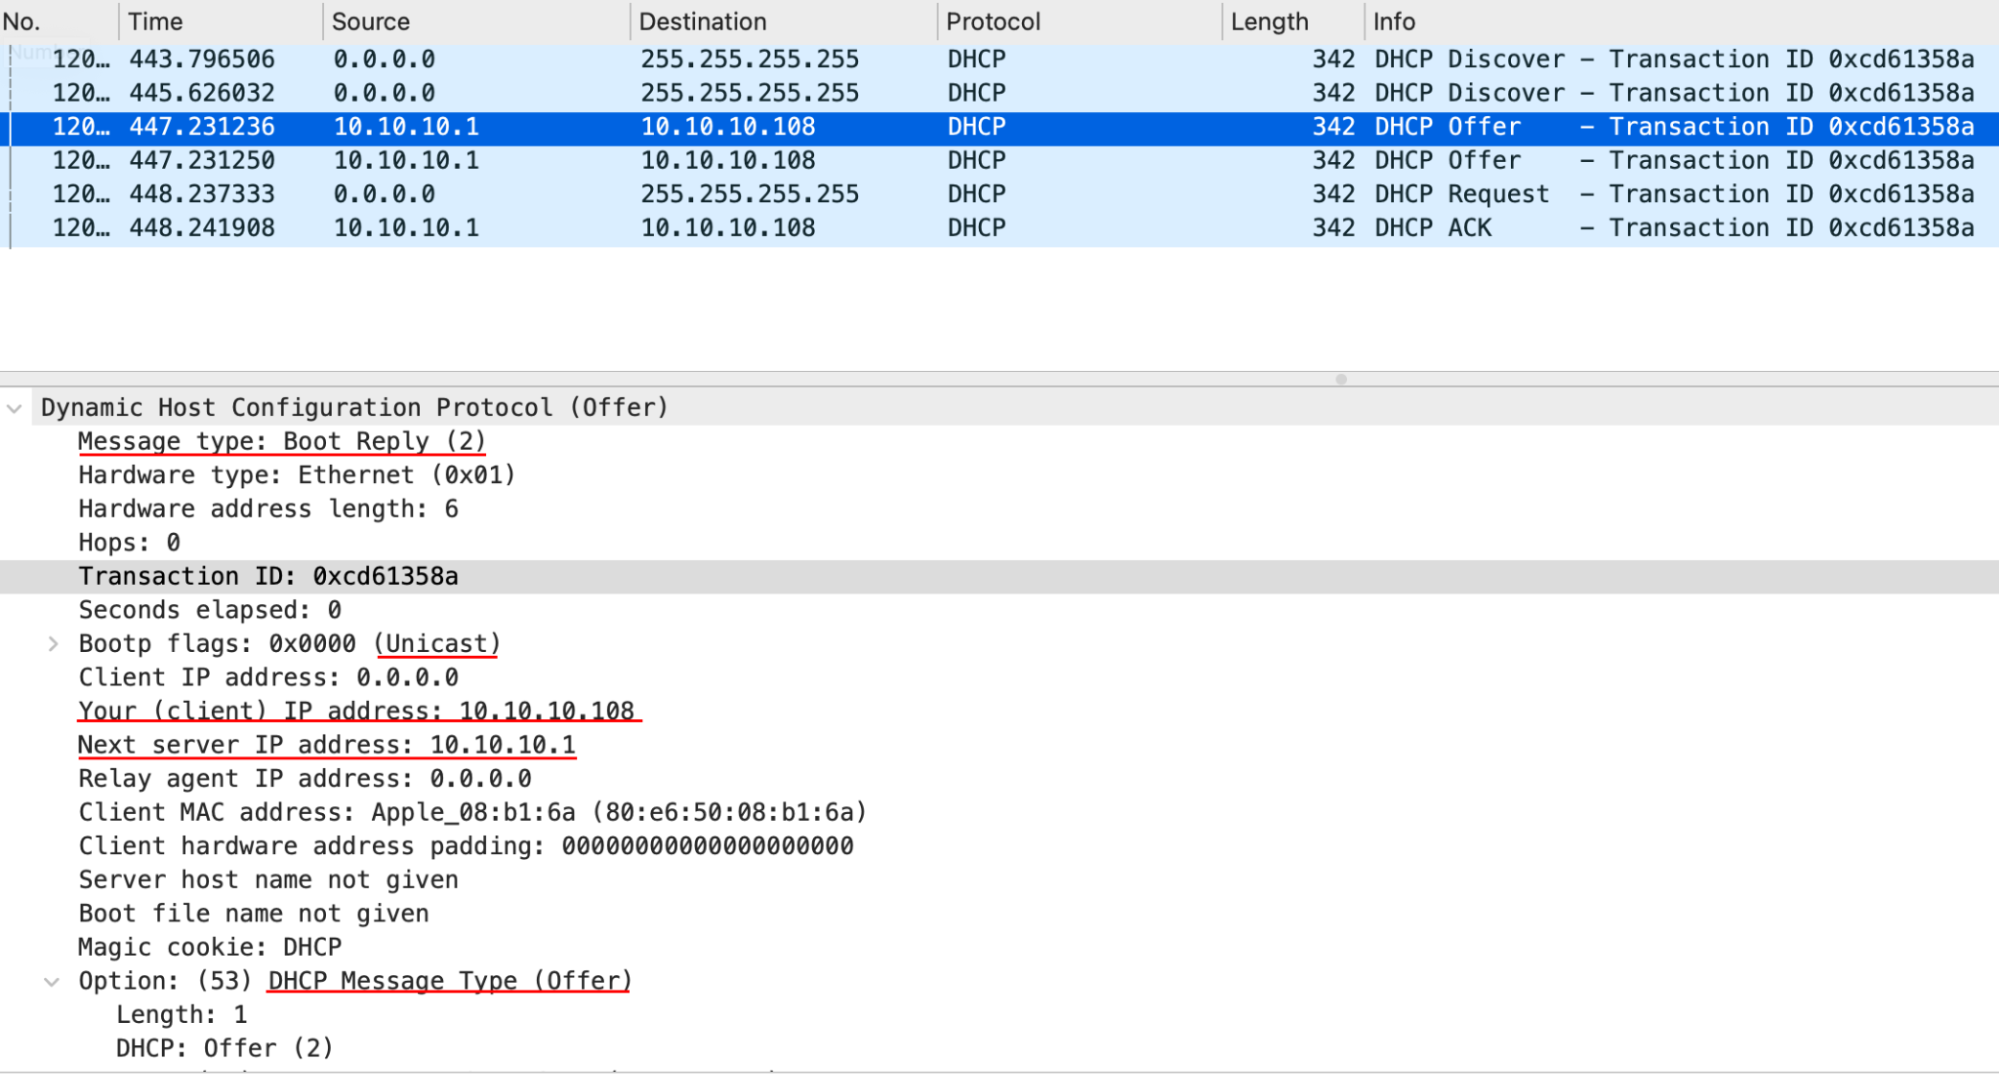 No. Time Source Destination Protocol Length Info
120… 443.796506 0.0.0.0 255.255.255.255 DHCP 342 DHCP Discover – Transaction ID 0xcd61358a
120… 445.626032 0.0.0.0 255.255.255.255 DHCP 342 DHCP Discover – Transaction ID 0xcd61358a
120… 447.231236 10.10.10.1 10.10.10.108 DHCP 342 DHCP Offer – Transaction ID 0xcd61358a
120… 447.231250 10.10.10.1 10.10.10.108 DHCP 342 DHCP Offer – Transaction ID 0xcd61358a
120… 448.237333 0.0.0.0 255.255.255.255 DHCP 342 DHCP Request – Transaction ID 0xcd61358a
120… 448.241908 10.10.10.1 10.10.10.108 DHCP 342 DHCP ACK – Transaction ID 0xcd61358a
Dynamic Host Configuration Protocol (Offer)
Message type: Boot Reply (2)
Hardware type: Ethernet (0x01)
Hardware address length: 6
Hops: 0
Transaction ID: 0xcd61358a
Seconds elapsed: 0
Bootp flags: 0x0000 (Unicast)
Client IP address: 0.0.0.0
Your (client) IP address: 10.10.10.108
Next server IP address: 10.10.10.1
Relay agent IP address: 0.0.0.0
Client MAC address: Apple_08:b1:6a (80:e6:50:08:b1:6a)
Client hardware address padding: 00000000000000000000
Server host name not given
Boot file name not given
Magic cookie: DHCP
Option: (53) DHCP Message Type (Offer)
Length: 1
DHCP: Offer (2)